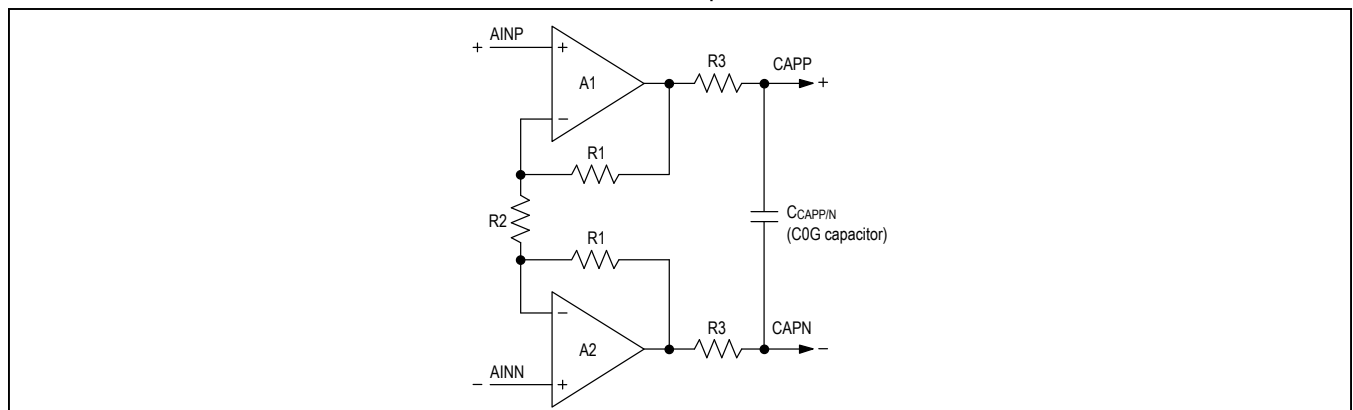 + AINP
+
A1
−
R3
CAPP
+
R1
R2
R1
CCAPP/N
(C0G capacitor)
−
A2
+
R3
CAPN
−
− AINN